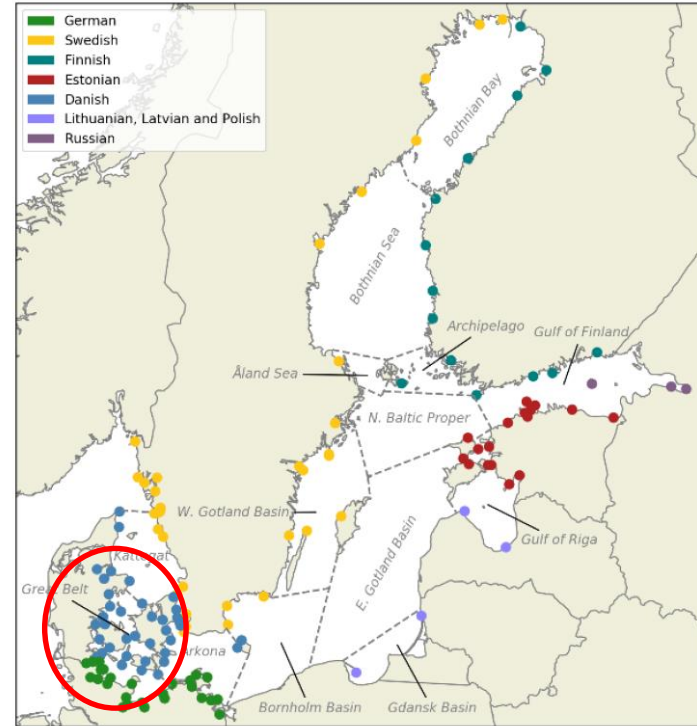 German
Swedish
Finnish
Estonian
Danish
Lithuanian, Latvian and Polish
Russian
Bothnian Bay
Bothnian Sea
Archipelago
Gulf of Finland
Åland Sea
N. Baltic Proper
W. Gotland Basin
Gulf of Riga
Kattegat
E. Gotland Basin
Great Belt
Arkona
Bornholm Basin
Gdansk Basin